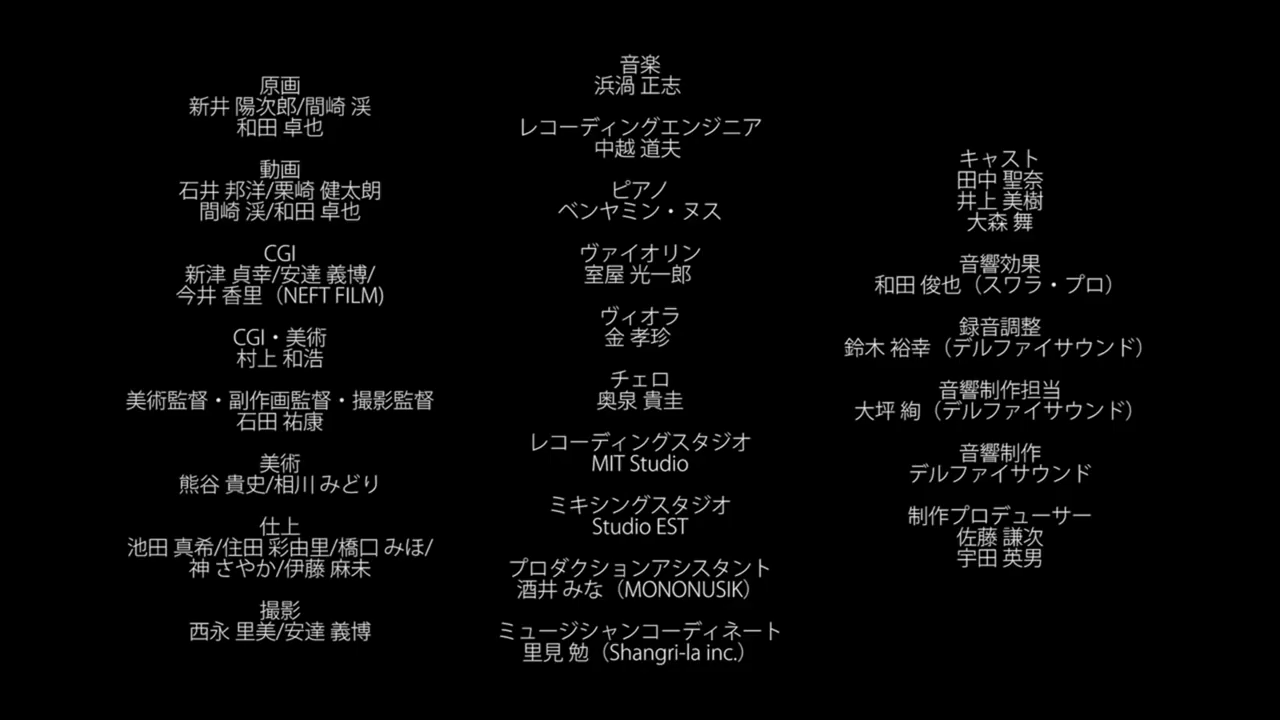 原画
新井 陽次郎/間崎 渓
和田 卓也
動画
石井 邦洋/栗崎 健太朗
間崎 渓/和田 卓也
CGI
新津 貞幸/安達 義博/
今井 香里（NEFT FILM)
CGI・美術
村上 和浩
美術監督・副作画監督・撮影監督
石田 祐康
美術
熊谷 貴史/相川 みどり
仕上
池田 真希/住田 彩由里/橋口 みほ/
神 さやか/伊藤 麻未
撮影
西永 里美/安達 義博
音楽
浜渦 正志
レコーディングエンジニア
中越 道夫
ピアノ
ベンヤミン・ヌス
ヴァイオリン
室屋 光一郎
ヴィオラ
金 孝珍
チェロ
奥泉 貴圭
レコーディングスタジオ
MIT Studio
ミキシングスタジオ
Studio EST
プロダクションアシスタント
酒井 みな（MONONUSIK）
ミュージシャンコーディネート
里見 勉（Shangri-la inc.）
キャスト
田中 聖奈
井上 美樹
大森 舞
音響効果
和田 俊也（スワラ・プロ）
録音調整
鈴木 裕幸（デルファイサウンド）
音響制作担当
大坪 絢（デルファイサウンド）
音響制作
デルファイサウンド
制作プロデューサー
佐藤 謙次
宇田 英男